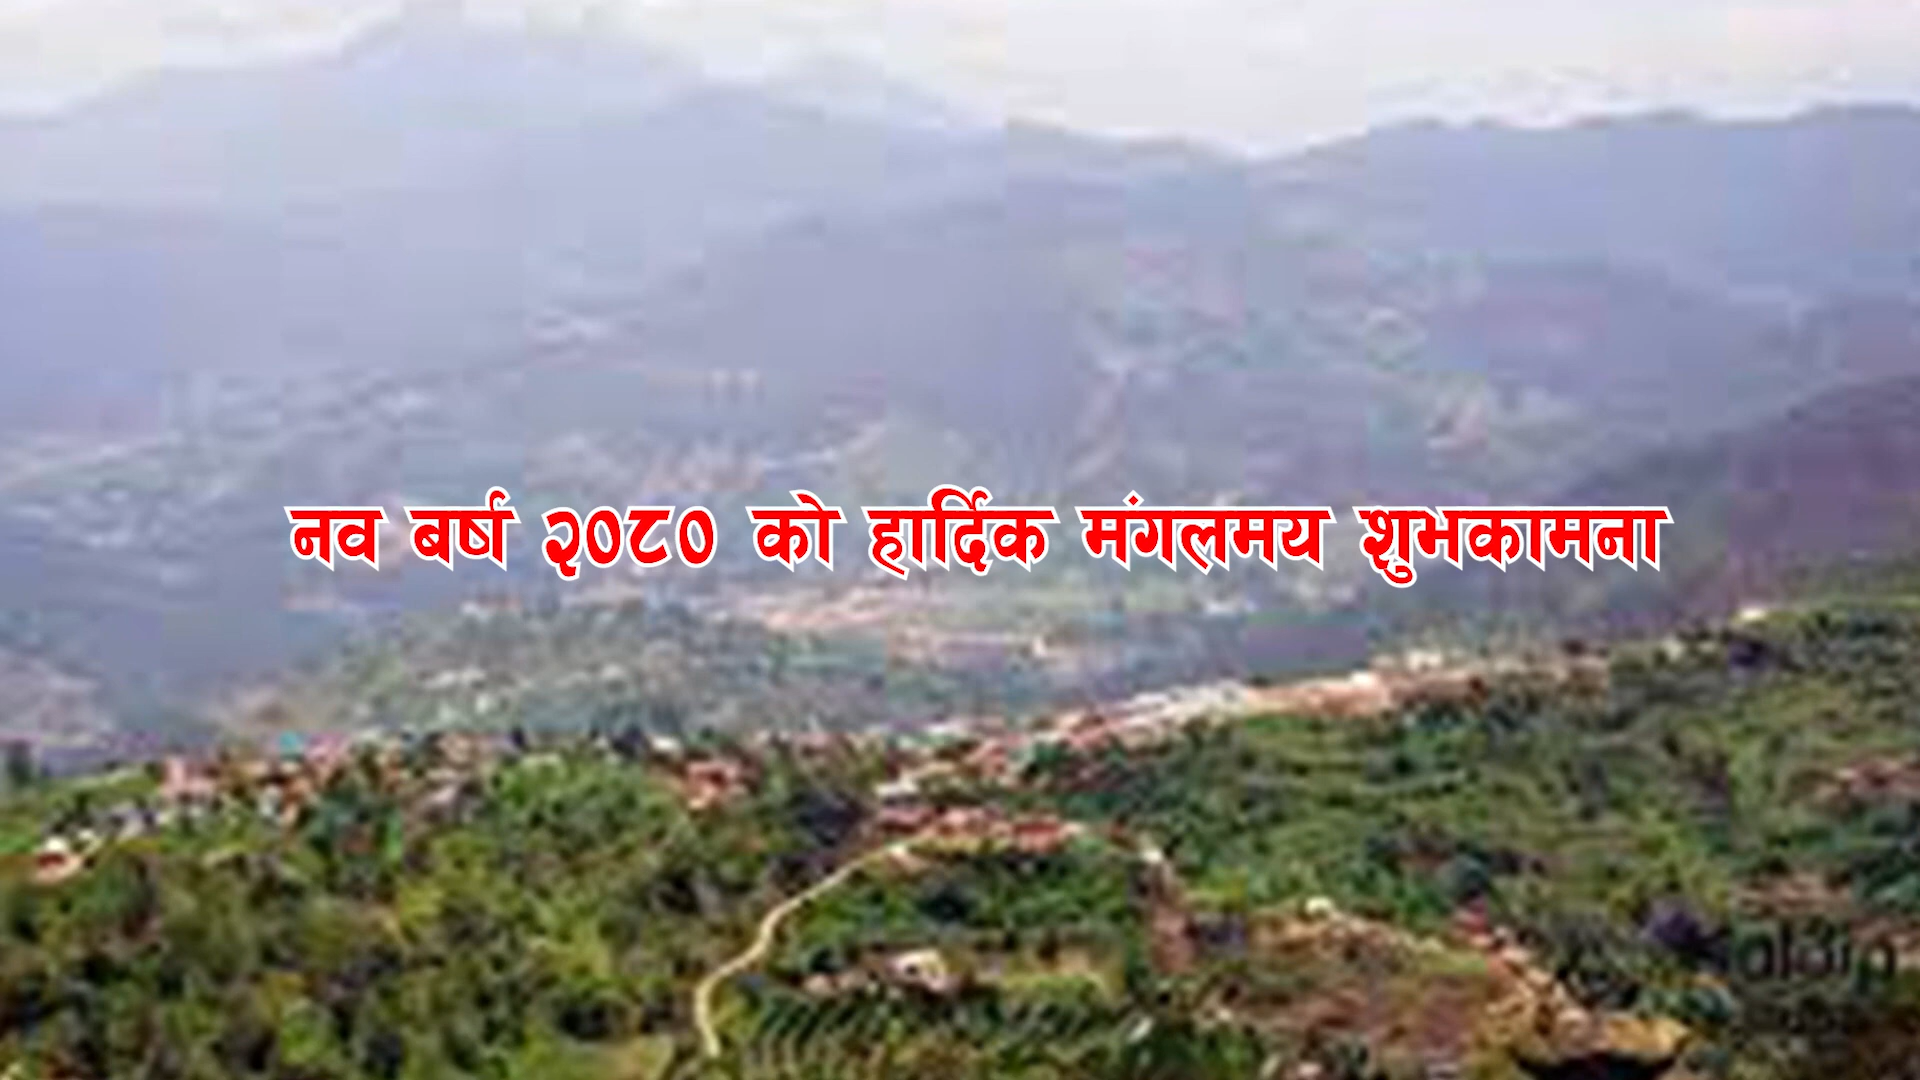 नव बर्ष २०८० को हार्दिक मंगलमय शुभकामना